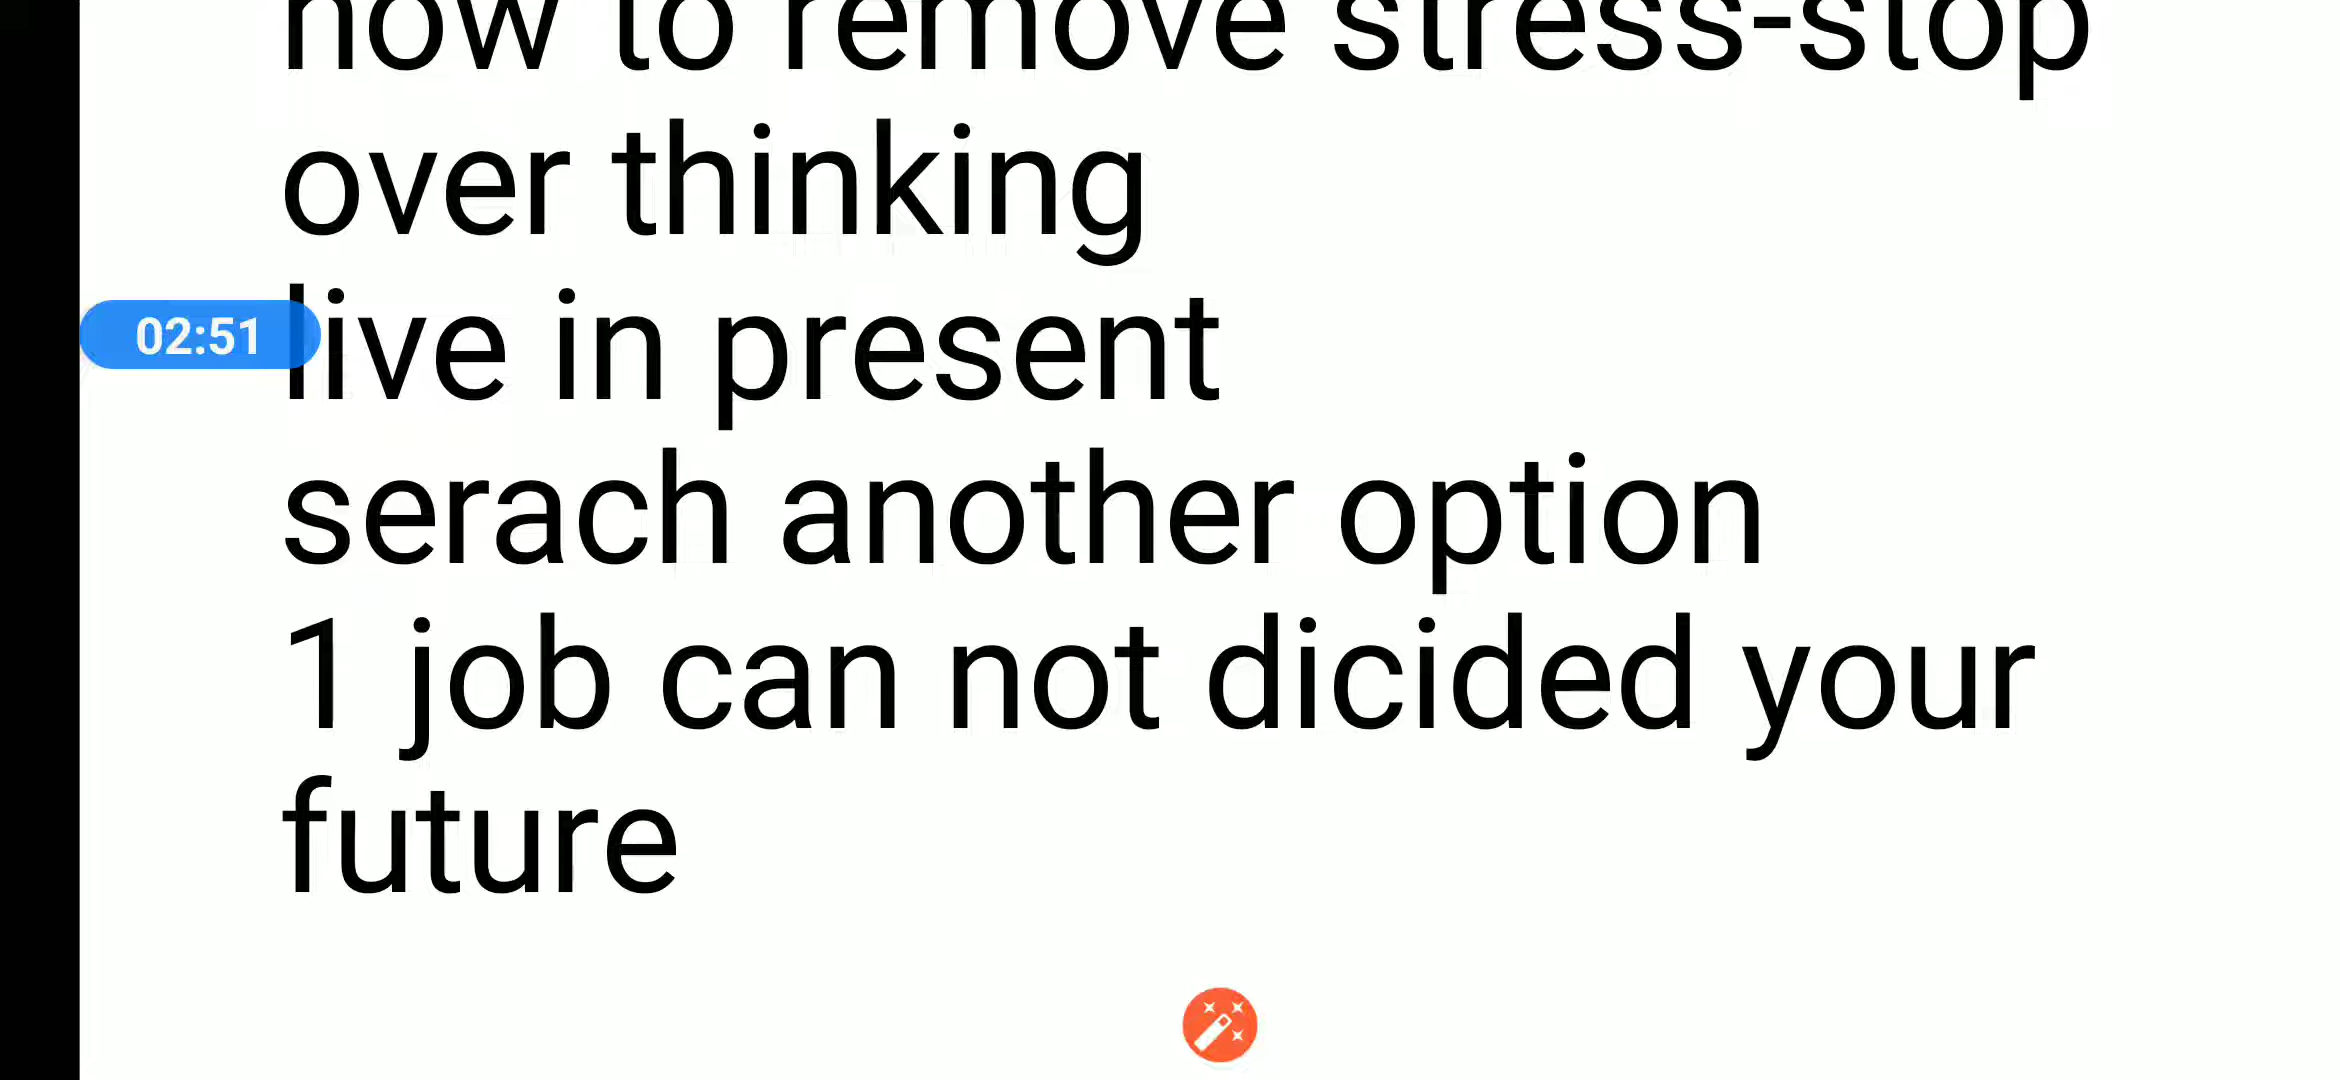 how to remove stress-stop
over thinking
live in present
02:51
serach another option
1 job can not dicided your
future